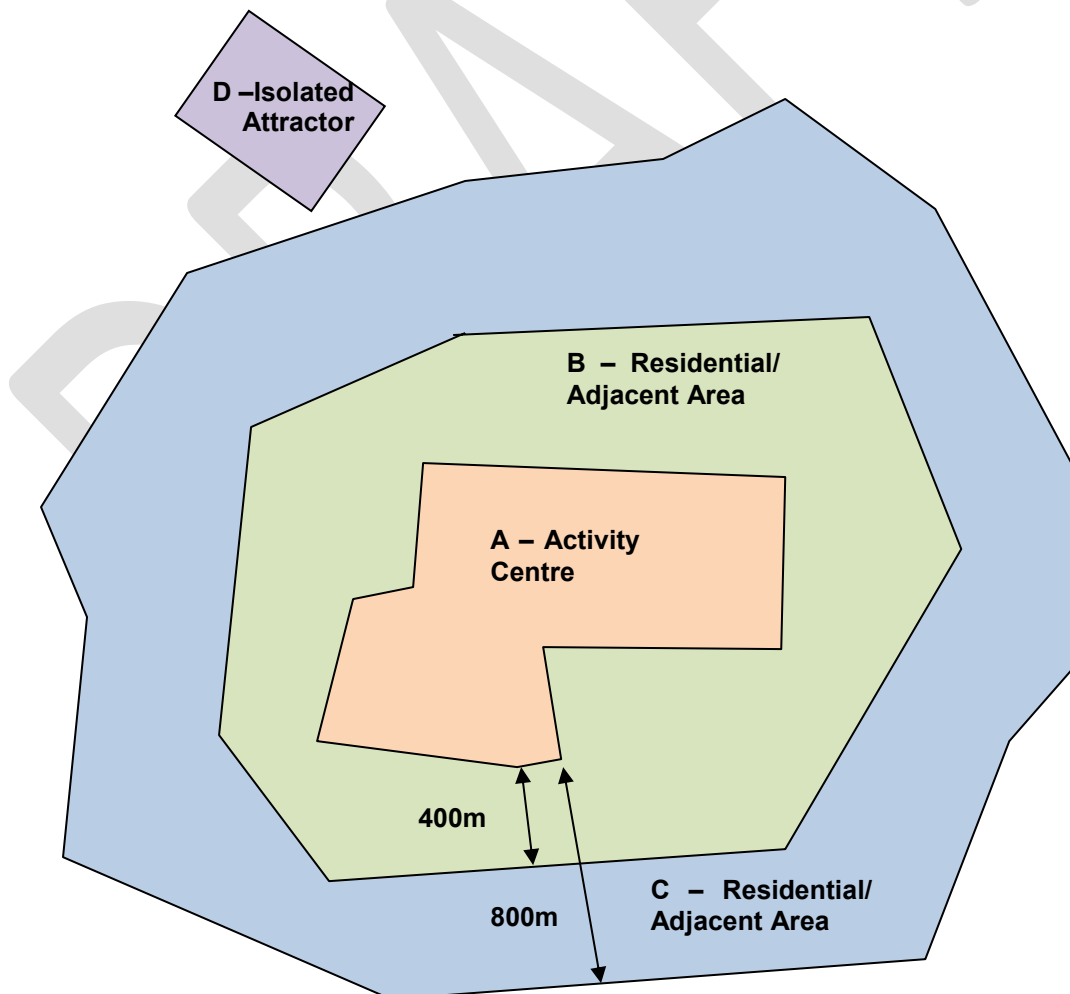 D –Isolated
Attractor
B – Residential/
Adjacent Area
A – Activity
Centre
400m
C – Residential/
Adjacent Area
800m